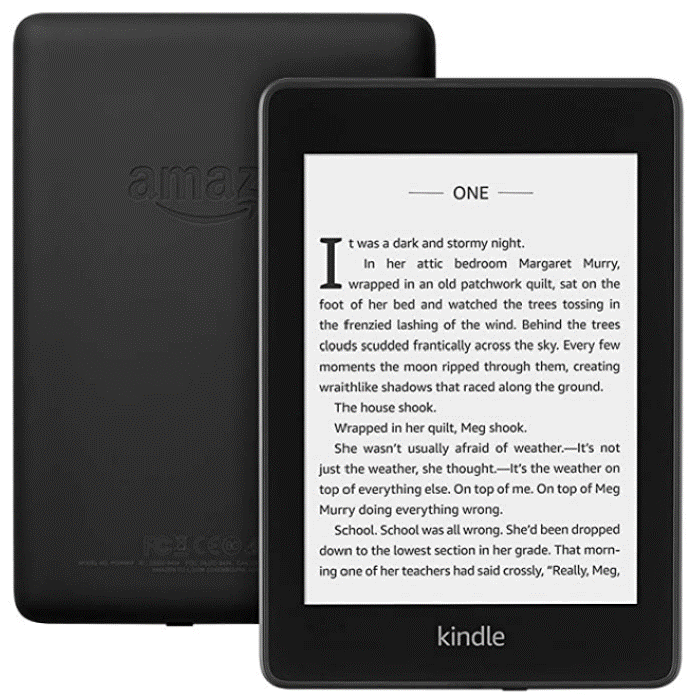 amaz
ONE
It was a dark and stormy night.
In her attic bedroom Margaret Murry,
wrapped in an old patchwork quilt, sat on the
foot of her bed and watched the trees tossing in
the frenzied lashing of the wind. Behind the trees
clouds scudded frantically across the sky. Every few
moments the moon ripped through them, creating
wraithlike shadows that raced along the ground.
The house shook.
Wrapped in her quilt, Meg shook.
She wasn't usually afraid of weather.—It's not
just the weather, she thought.—It's the weather on
top of everything else. On top of me. On top of Meg
Murry doing everything wrong.
School. School was all wrong. She'd been dropped
down to the lowest section in her grade. That morn-
ing one of her teachers had said crossly, “Really, Meg,
kindle